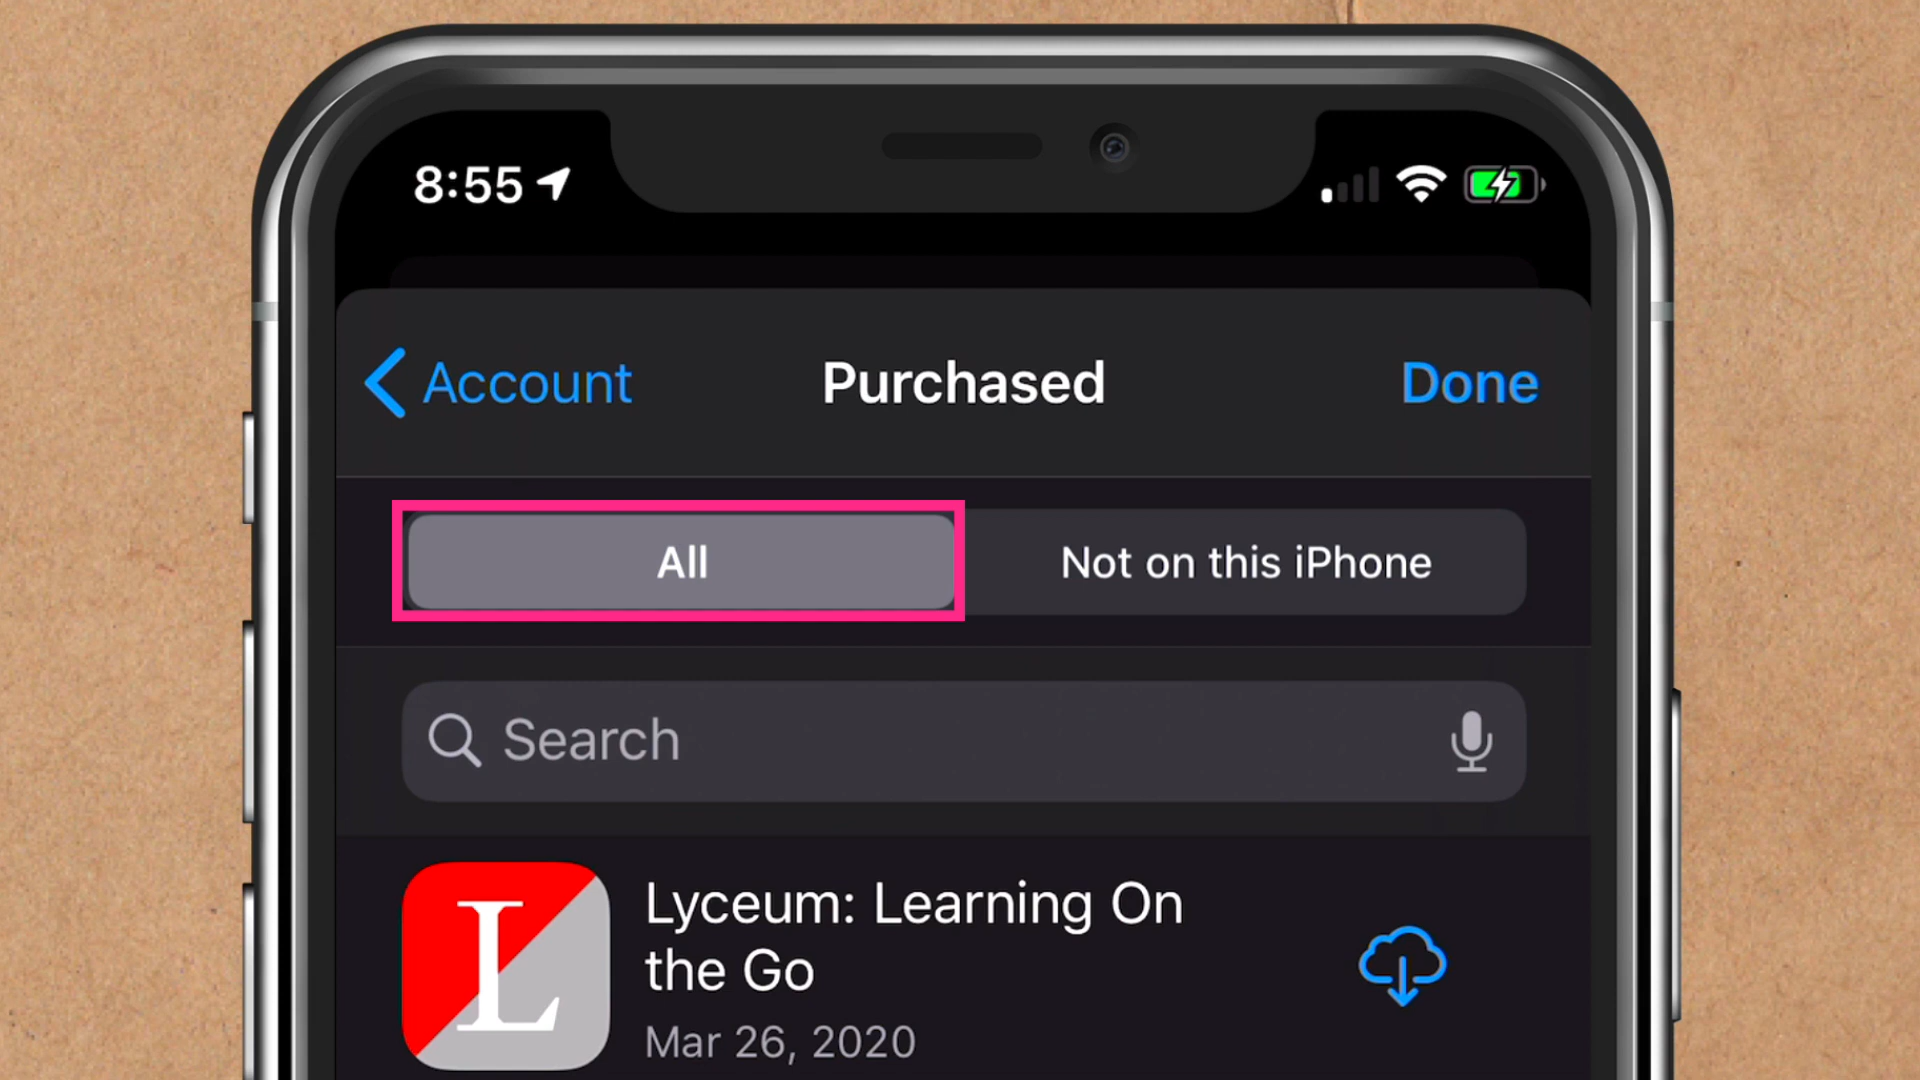 8:55
Account
Purchased
Done
All
Not on this iPhone
Search
L
Lyceum: Learning On
the Go
Mar 26, 2020